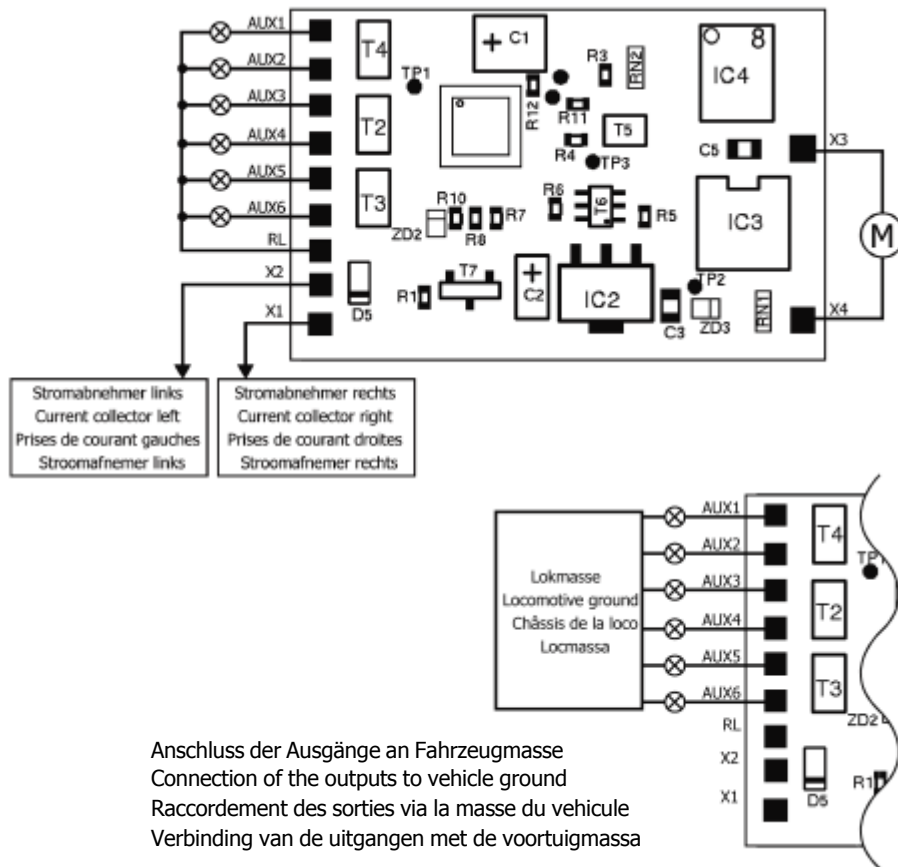 AUX1
AUX2
AUX3
AUX4
AUX5
AUX6
RL
X2
X1
T4
T2
T3
TP1
C1
R12
R3
RN2
R11
R4
T5
TP3
IC4
8
C5
X3
R10
ZD2
R8
R7
R6
T6
R5
IC3
M
D5
R1
T7
C2
IC2
C3
TP2
ZD3
RN1
X4
Stromabnehmer links
Current collector left
Prises de courant gauches
Stroomafnemer links
Stromabnehmer rechts
Current collector right
Prises de courant droites
Stroomafnemer rechts
Lokmasse
Locomotive ground
Châssis de la loco
Locmassa
AUX1
AUX2
AUX3
AUX4
AUX5
AUX6
RL
X2
X1
T4
TP1
T2
T3
ZD2
D5
R1
Anschluss der Ausgänge an Fahrzeugmasse
Connection of the outputs to vehicle ground
Raccordement des sorties via la masse du vehicule
Verbinding van de uitgangen met de voortuigmassa